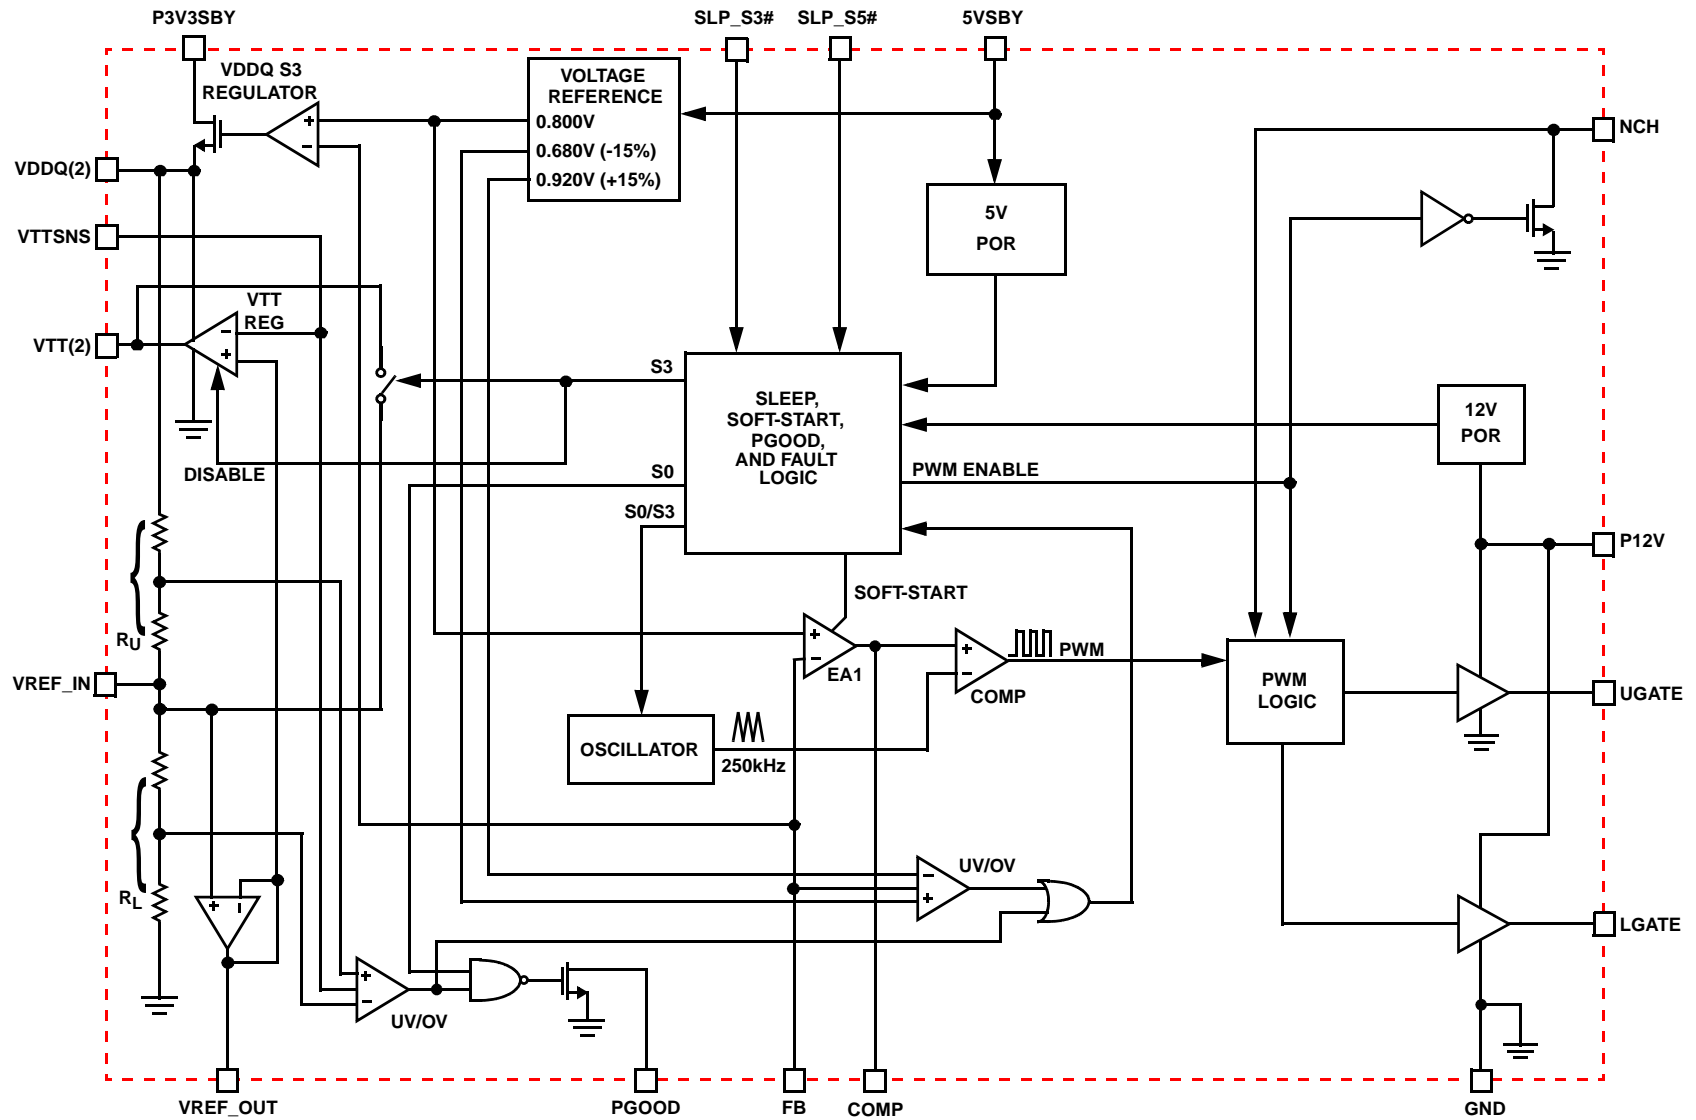 P3V3SBY
SLP_S3#
SLP_S5#
5VSBY
VDDQ S3
REGULATOR
VOLTAGE
REFERENCE
0.800V
0.680V (-15%)
0.920V (+15%)
+
−
NCH
VDDQ(2)
5V
POR
VTTSNS
VTT
REG
−
+
VTT(2)
S3
SLEEP,
SOFT-START,
PGOOD,
AND FAULT
LOGIC
12V
POR
DISABLE
S0
PWM ENABLE
S0/S3
P12V
SOFT-START
RU
+
−
EA1
+
−
COMP
PWM
PWM
LOGIC
VREF_IN
UGATE
OSCILLATOR
250kHz
UV/OV
−
+
RL
+
−
LGATE
+
−
UV/OV
VREF_OUT
PGOOD
FB
COMP
GND